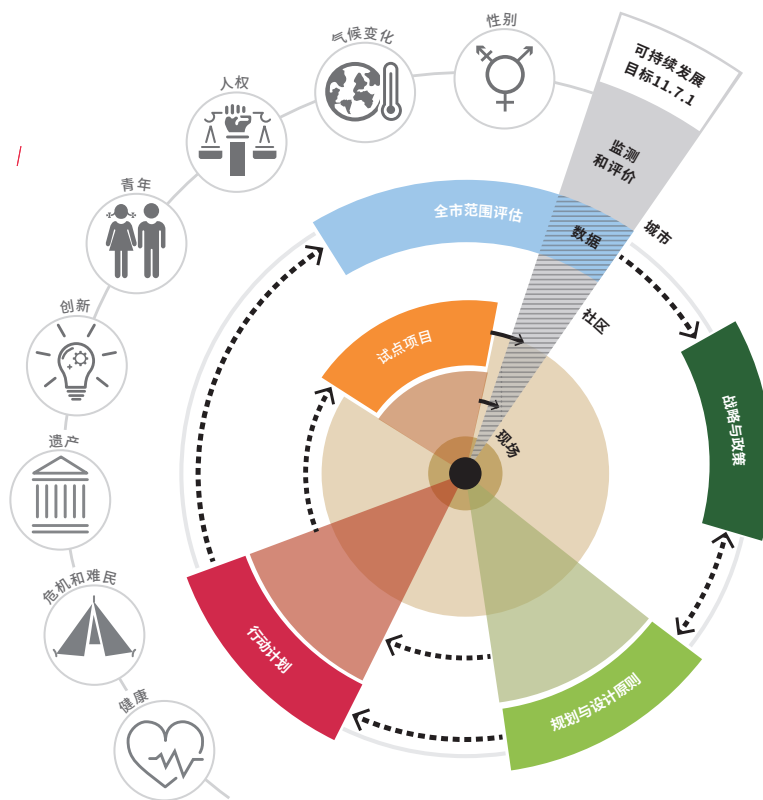 性别
气候变化
人权
青年
创新
遗产
危机和难民
健康
可持续发展
目标11.7.1
监测
和评价
数据
城市
社区
现场
全市范围评估
试点项目
战略与政策
规划与设计原则
行动计划